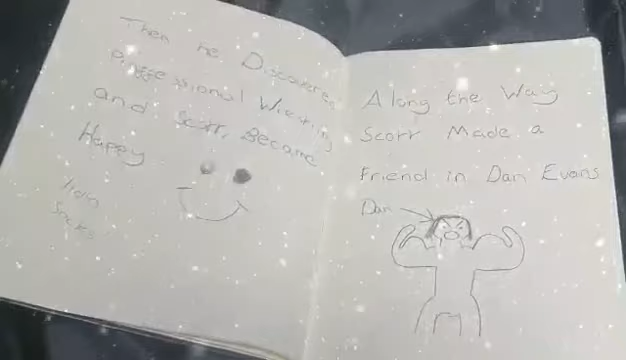 Then he Discovered
professional Wrestling
and Scott, Became
Happy
Along the Way
Scott Made a
friend in Dan Evans
Dan